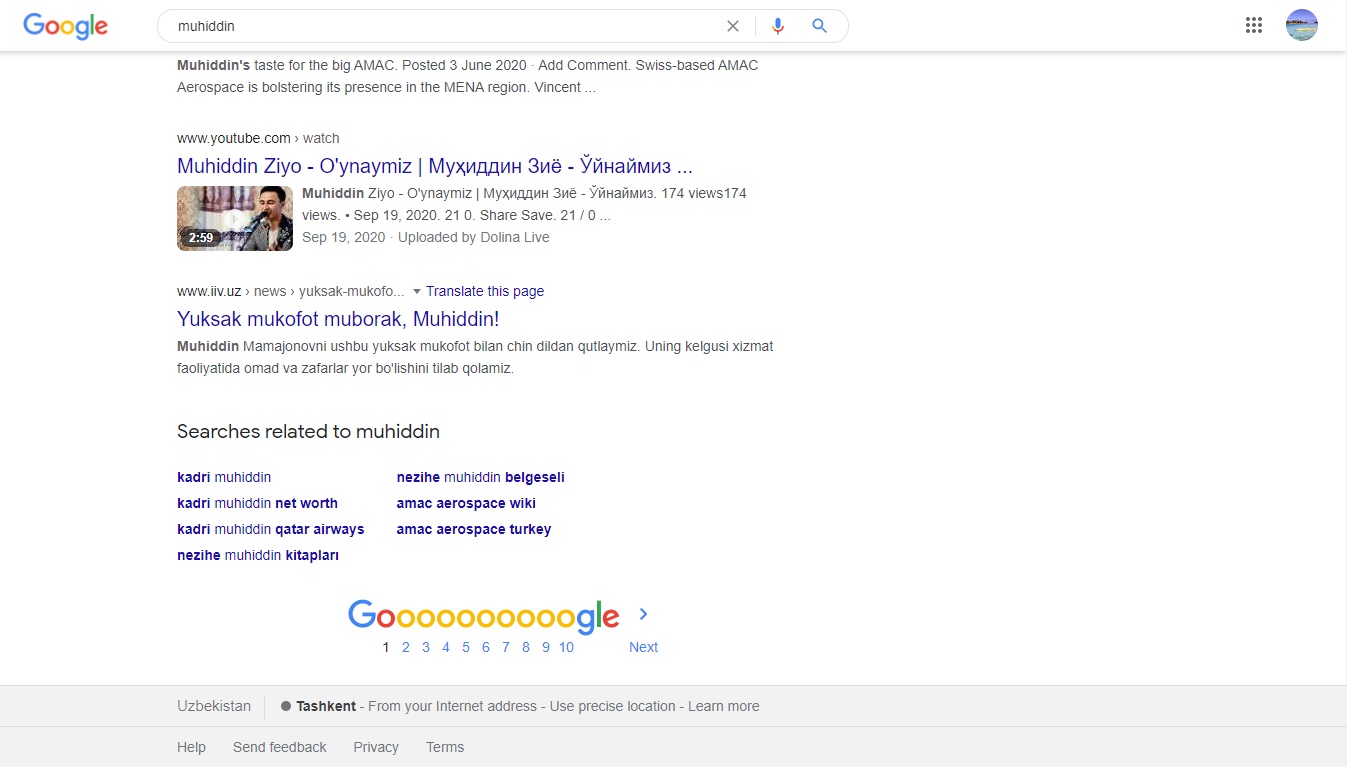 Google
muhiddin
Muhiddin's taste for the big AMAC. Posted 3 June 2020 · Add Comment. Swiss-based AMAC
Aerospace is bolstering its presence in the MENA region. Vincent ...
www.youtube.com › watch
Muhiddin Ziyo - O'ynaymiz | Муҳиддин Зиё - Ўйнаймиз ...
Muhiddin Ziyo - O'ynaymiz | Муҳиддин Зиё - Ўйнаймиз. 174 views174
views. • Sep 19, 2020. 21 0. Share Save. 21 / 0 ...
2:59
Sep 19, 2020 · Uploaded by Dolina Live
www.iiv.uz › news › yuksak-mukofo... Translate this page
Yuksak mukofot muborak, Muhiddin!
Muhiddin Mamajonovni ushbu yuksak mukofot bilan chin dildan qutlaymiz. Uning kelgusi xizmat
faoliyatida omad va zafarlar yor bo'lishini tilab qolamiz.
Searches related to muhiddin
kadri muhiddin
nezihe muhiddin belgeseli
kadri muhiddin net worth
amac aerospace wiki
kadri muhiddin qatar airways
amac aerospace turkey
nezihe muhiddin kitapları
Goooooooooogle
1 2 3 4 5 6 7 8 9 10 Next
Uzbekistan
Tashkent - From your Internet address - Use precise location - Learn more
Help Send feedback Privacy Terms